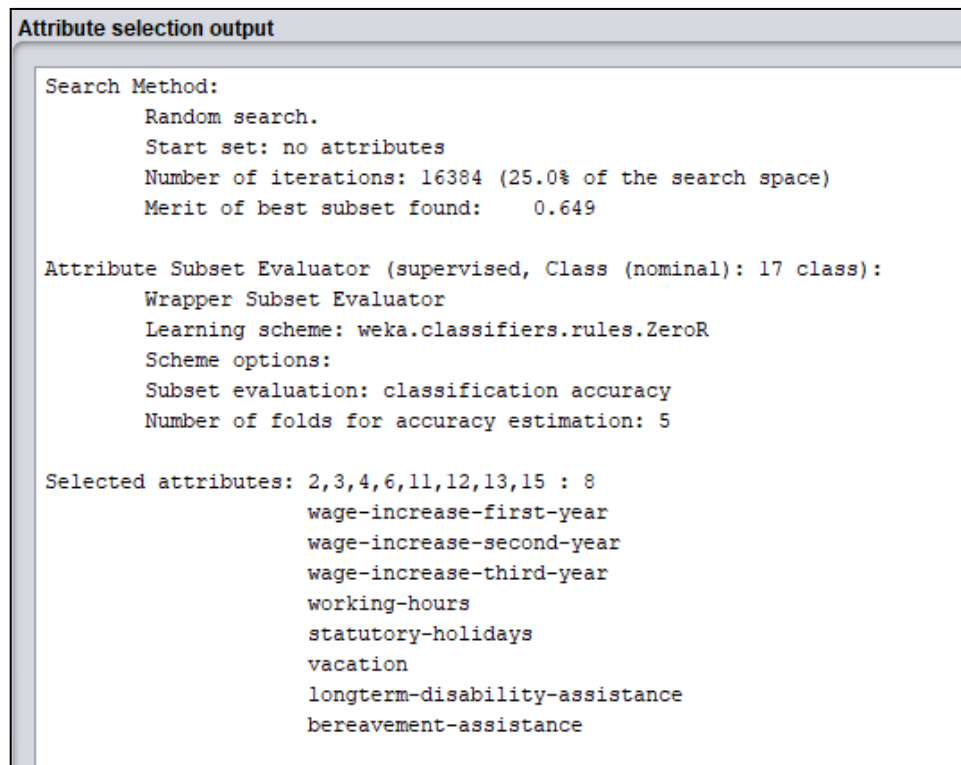 Attribute selection output
Search Method:
Random search.
Start set: no attributes
Number of iterations: 16384 (25.0% of the search space)
Merit of best subset found: 0.649
Attribute Subset Evaluator (supervised, Class (nominal): 17 class):
Wrapper Subset Evaluator
Learning scheme: weka.classifiers.rules.ZeroR
Scheme options:
Subset evaluation: classification accuracy
Number of folds for accuracy estimation: 5
Selected attributes: 2,3,4,6,11,12,13,15 : 8
wage-increase-first-year
wage-increase-second-year
wage-increase-third-year
working-hours
statutory-holidays
vacation
longterm-disability-assistance
bereavement-assistance